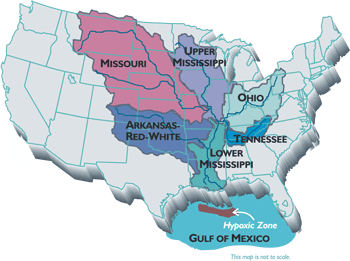 UPPER
MISSISSIPPI
MISSOURI
OHIO
ARKANSAS-
RED-WHITE
TENNESSEE
LOWER
MISSISSIPPI
Hypoxic Zone
GULF OF MEXICO
This map is not to scale.